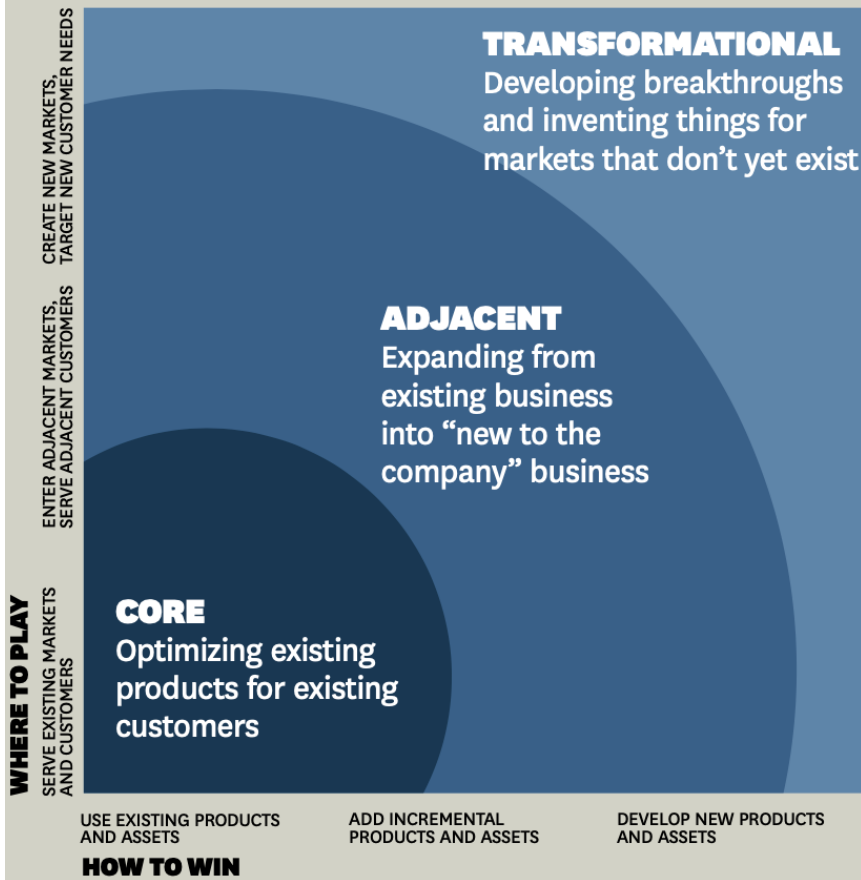 TRANSFORMATIONAL
Developing breakthroughs
and inventing things for
markets that don’t yet exist
ADJACENT
Expanding from
existing business
into “new to the
company” business
CORE
Optimizing existing
products for existing
customers
WHERE TO PLAY
CREATE NEW MARKETS,
TARGET NEW CUSTOMER NEEDS
ENTER ADJACENT MARKETS,
SERVE ADJACENT CUSTOMERS
SERVE EXISTING MARKETS
AND CUSTOMERS
USE EXISTING PRODUCTS
AND ASSETS
ADD INCREMENTAL
PRODUCTS AND ASSETS
DEVELOP NEW PRODUCTS
AND ASSETS
HOW TO WIN